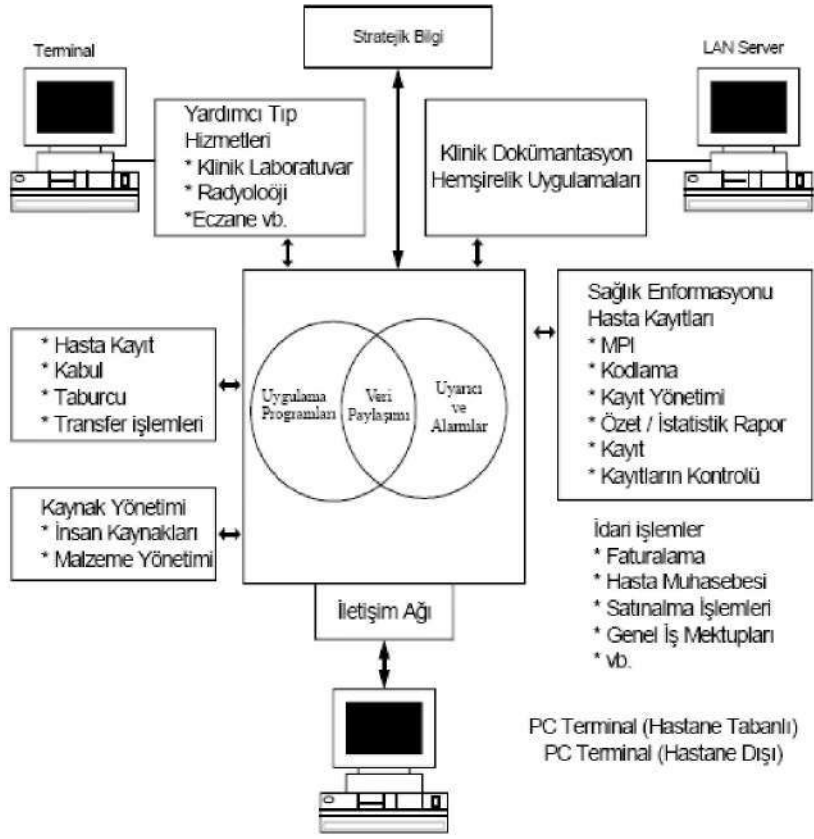 Stratejik Bilgi
Terminal
LAN Server
Yardımcı Tıp
Hizmetleri
* Klinik Laboratuvar
* Radyoloöji
*Eczane vb.
Klinik Dokümantasyon
Hemşirelik Uygulamaları
Sağlık Enformasyonu
Hasta Kayıtları
* MPI
* Kodlama
* Kayıt Yönetimi
* Özet / İstatistik Rapor
* Kayıt
* Kayıtların Kontrolü
* Hasta Kayıt
* Kabul
* Taburcu
* Transfer işlemleri
Uygulama
Programları
Veri
Paylaşımı
Uyarıcı
ve
Alarmılar
Kaynak Yönetimi
* İnsan Kaynakları
* Malzeme Yönetimi
İdari işlemler
* Faturalama
* Hasta Muhasebesi
* Satınalma İşlemleri
* Genel İş Mektupları
* vb.
İletişim Ağı
PC Terminal (Hastane Tabanlı)
PC Terminal (Hastane Dışı)